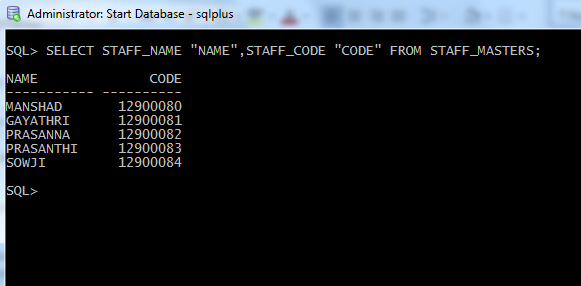 Administrator: Start Database - sqlplus
SQL> SELECT STAFF_NAME "NAME",STAFF_CODE "CODE" FROM STAFF_MASTERS;
NAME              CODE
----------- ----------
MANSHAD       12900080
GAYATHRI      12900081
PRASANNA      12900082
PRASANTHI     12900083
SOWJI         12900084
SQL>